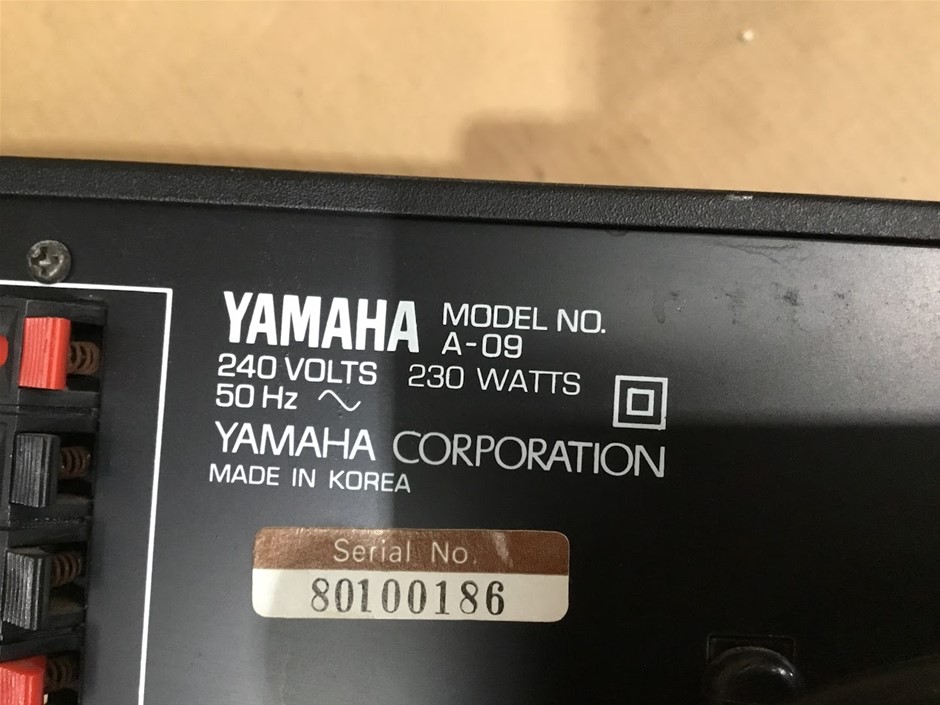 YAMAHA MODEL NO.
A-09
240 VOLTS 230 WATTS
50 Hz
YAMAHA CORPORATION
MADE IN KOREA
Serial No.
80100186